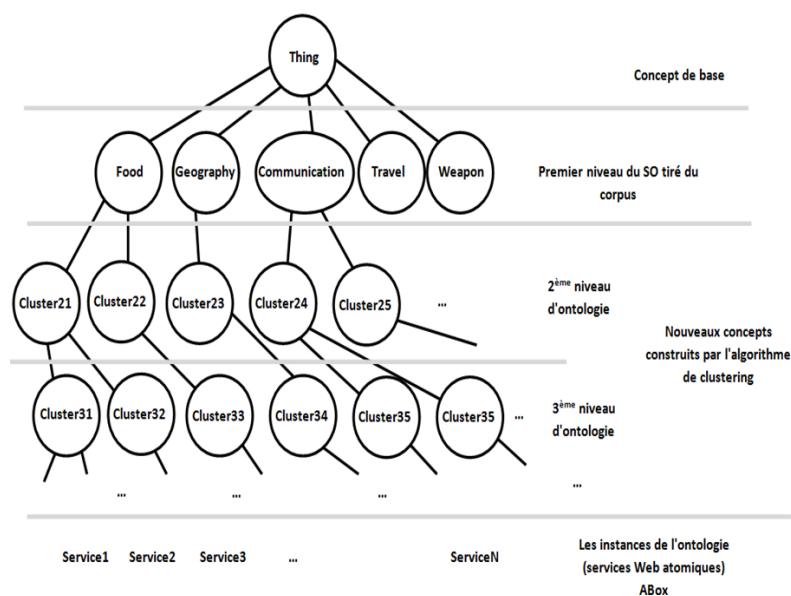 Thing
Concept de base
Food
Geography
Communication
Travel
Weapon
Premier niveau du SO tiré du
corpus
Cluster21
Cluster22
Cluster23
Cluster24
Cluster25
...
2ème niveau
d'ontologie
Nouveaux concepts
construits par l'algorithme
de clustering
Cluster31
Cluster32
Cluster33
Cluster34
Cluster35
Cluster35
...
3ème niveau
d'ontologie
...
...
...
...
Service1
Service2
Service3
...
ServiceN
Les instances de l'ontologie
(services Web atomiques)
ABox